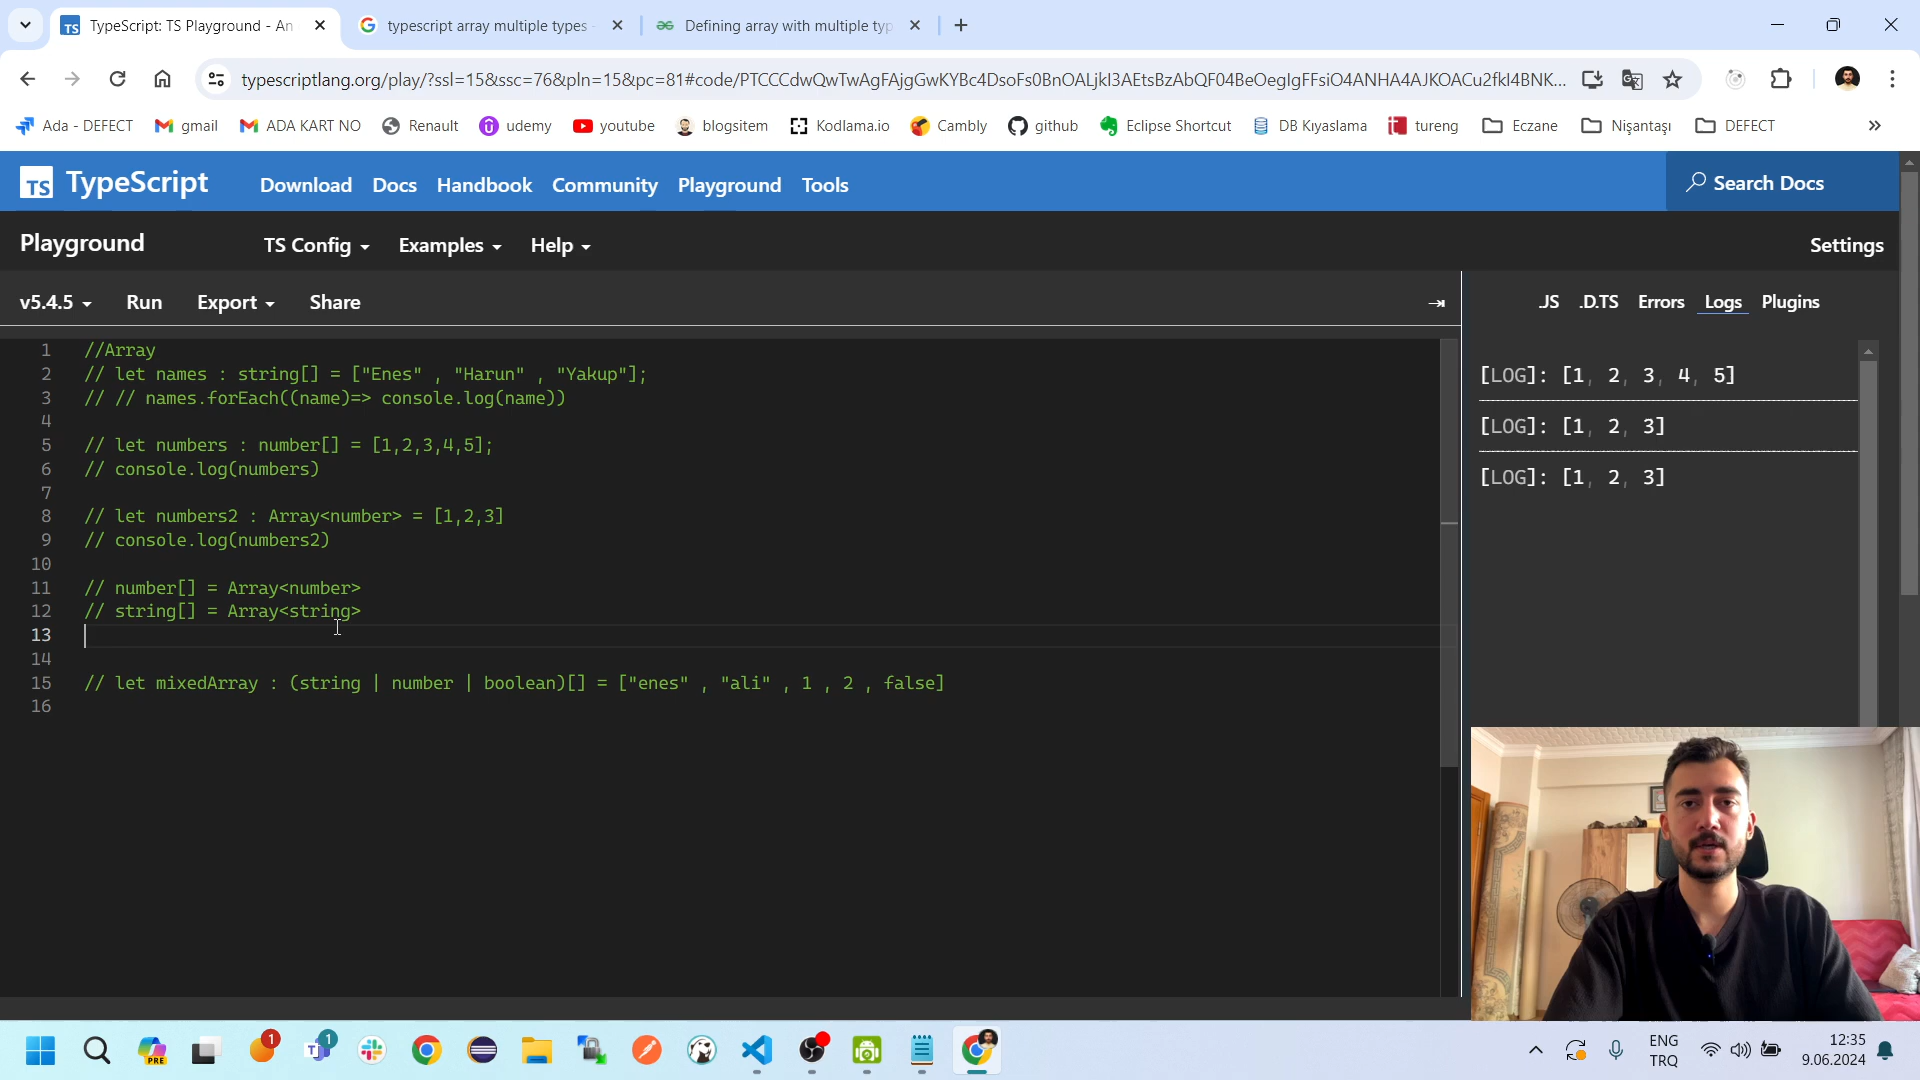 TypeScript: TS Playground - An
typescript array multiple types -
Defining array with multiple typ
typescriptlang.org/play/?ssl=15&ssc=76&pln=15&pc=81#code/PTCCCdwQwTwAgFAjgGwKYBc4DsoFs0BnOALjkI3AEtsBzAbQF04BeOegIgFFsiO4ANHA4AJKOACu2fkI4BNK...
Ada - DEFECT
gmail
ADA KART NO
Renault
udemy
youtube
blogsitem
Kodlama.io
Cambly
github
Eclipse Shortcut
DB Kıyaslama
tureng
Eczane
Nişantaşı
DEFECT
TS TypeScript
Download
Docs
Handbook
Community
Playground
Tools
Search Docs
Playground
TS Config
Examples
Help
Settings
v5.4.5
Run
Export
Share
.JS
.D.TS
Errors
Logs
Plugins
1 //Array
2 // let names : string[] = ["Enes" , "Harun" , "Yakup"];
3 // // names.forEach((name)=> console.log(name))
4
5 // let numbers : number[] = [1,2,3,4,5];
6 // console.log(numbers)
7
8 // let numbers2 : Array<number> = [1,2,3]
9 // console.log(numbers2)
10
11 // number[] = Array<number>
12 // string[] = Array<string>
13
14
15 // let mixedArray : (string | number | boolean)[] = ["enes" , "ali" , 1 , 2 , false]
16
[LOG]: [1, 2, 3, 4, 5]
[LOG]: [1, 2, 3]
[LOG]: [1, 2, 3]
PRE
1
1
ENG
TRQ
12:35
9.06.2024